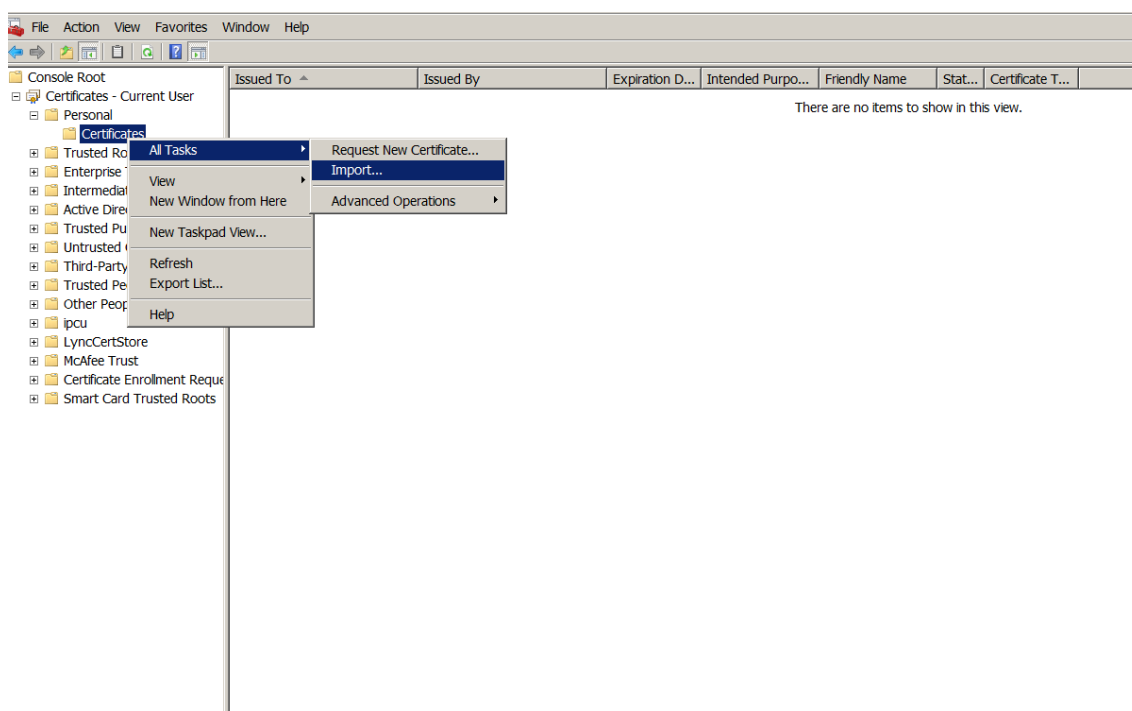 File Action View Favorites Window Help
Console Root
Certificates - Current User
Personal
Certificates
Trusted Ro
Enterprise
Intermediat
Active Dire
Trusted Pu
Untrusted
Third-Party
Trusted Pe
Other Peop
ipcu
LyncCertStore
McAfee Trust
Certificate Enrollment Reque
Smart Card Trusted Roots
All Tasks
View
New Window from Here
New Taskpad View...
Refresh
Export List...
Help
Request New Certificate...
Import...
Advanced Operations
Issued To Issued By Expiration D... Intended Purpo... Friendly Name Stat... Certificate T...
There are no items to show in this view.